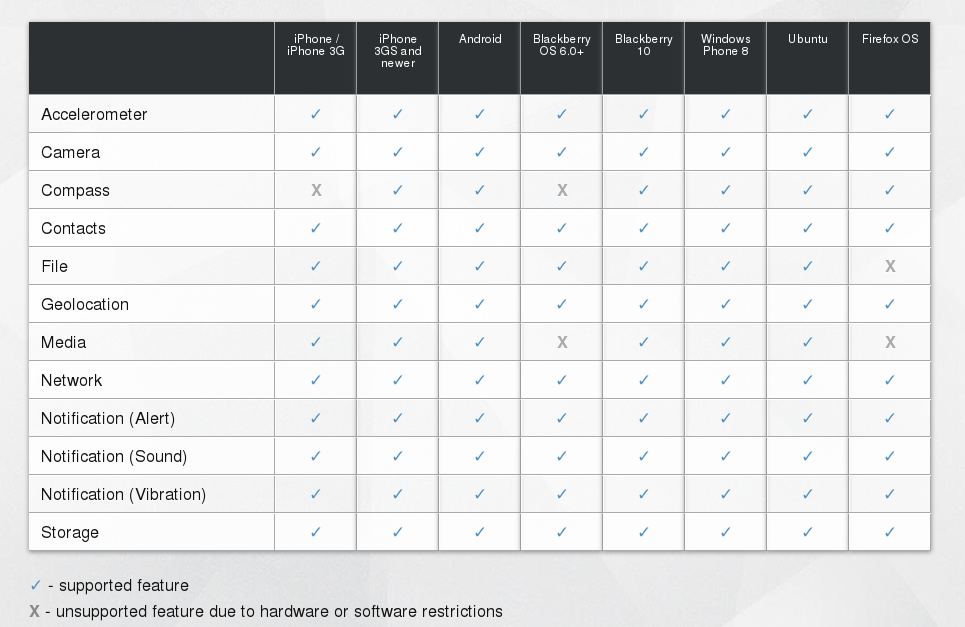 iPhone / iPhone 3G	iPhone 3GS and newer	Android	Blackberry OS 6.0+	Blackberry 10	Windows Phone 8	Ubuntu	Firefox OS
Accelerometer ✓ ✓ ✓ ✓ ✓ ✓ ✓ ✓
Camera ✓ ✓ ✓ ✓ ✓ ✓ ✓ ✓
Compass X ✓ ✓ X ✓ ✓ ✓ ✓
Contacts ✓ ✓ ✓ ✓ ✓ ✓ ✓ ✓
File ✓ ✓ ✓ ✓ ✓ ✓ ✓ X
Geolocation ✓ ✓ ✓ ✓ ✓ ✓ ✓ ✓
Media ✓ ✓ ✓ X ✓ ✓ ✓ X
Network ✓ ✓ ✓ ✓ ✓ ✓ ✓ ✓
Notification (Alert) ✓ ✓ ✓ ✓ ✓ ✓ ✓ ✓
Notification (Sound) ✓ ✓ ✓ ✓ ✓ ✓ ✓ ✓
Notification (Vibration) ✓ ✓ ✓ ✓ ✓ ✓ ✓ ✓
Storage ✓ ✓ ✓ ✓ ✓ ✓ ✓ ✓
✓ - supported feature
X - unsupported feature due to hardware or software restrictions